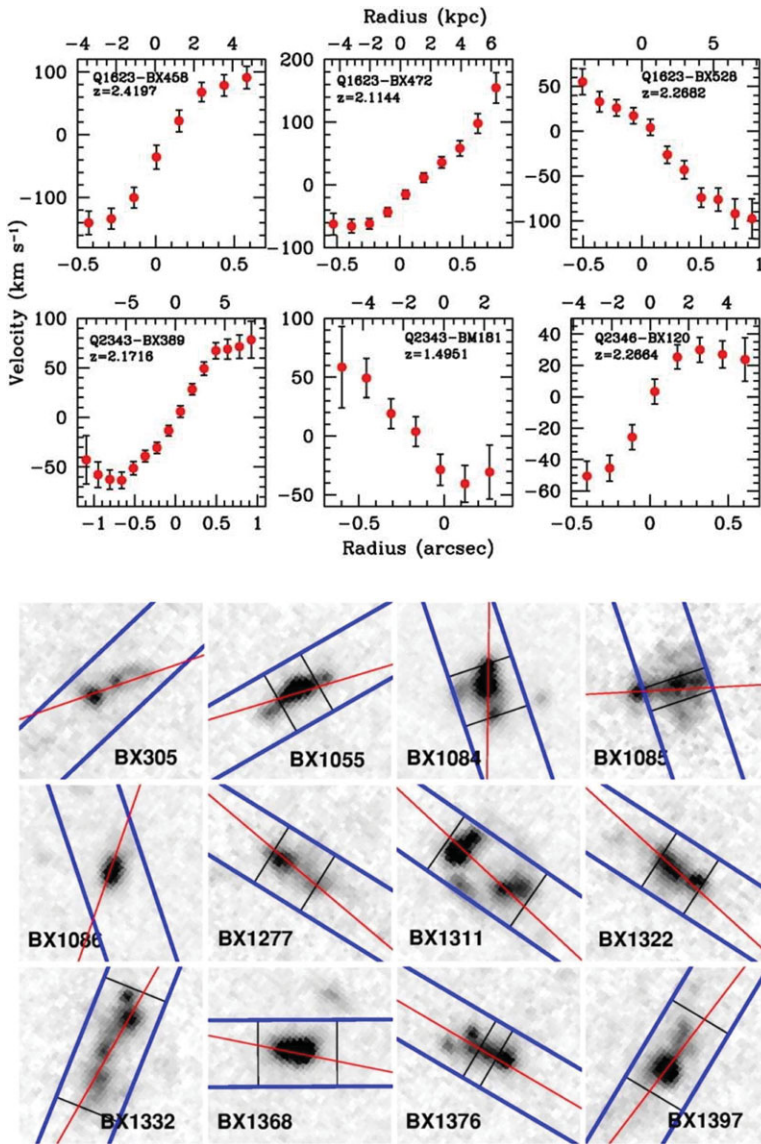 Radius (kpc)
−4 −2 0 2 4
−4 −2 0 2 4 6
0 5
100
0
−100
Q1623−BX458
z=2.4197
−0.5 0 0.5
200
100
0
−100
Q1623−BX472
z=2.1144
−0.5 0 0.5
50
0
−50
−100
Q1623−BX528
z=2.2682
−0.5 0 0.5 1
Velocity (km s⁻¹)
−5 0 5
−4 −2 0 2
−4 −2 0 2 4
100
50
0
−50
Q2343−BX389
z=2.1716
−1 −0.5 0 0.5 1
50
0
−50
Q2343−BM181
z=1.4951
−0.5 0
40
20
0
−20
−40
−60
Q2346−BX120
z=2.2664
−0.5 0 0.5
Radius (arcsec)
BX305
BX1055
BX1084
BX1085
BX1086
BX1277
BX1311
BX1322
BX1332
BX1368
BX1376
BX1397